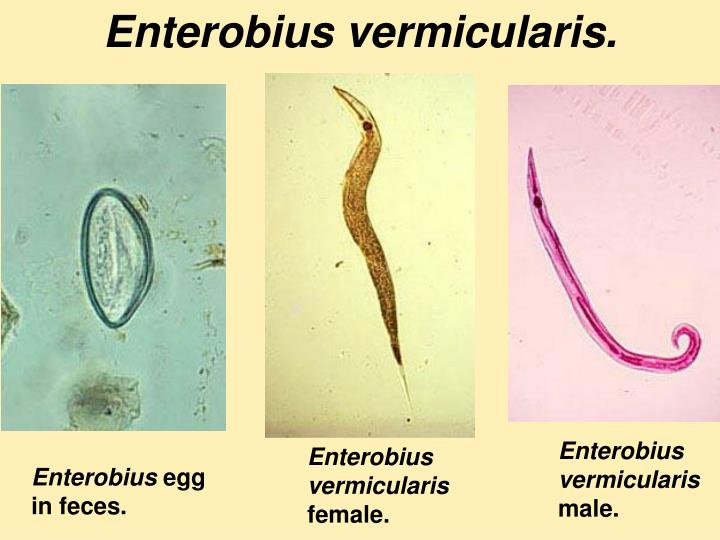 Enterobius vermicularis.
Enterobius egg
in feces.
Enterobius
vermicularis
female.
Enterobius
vermicularis
male.